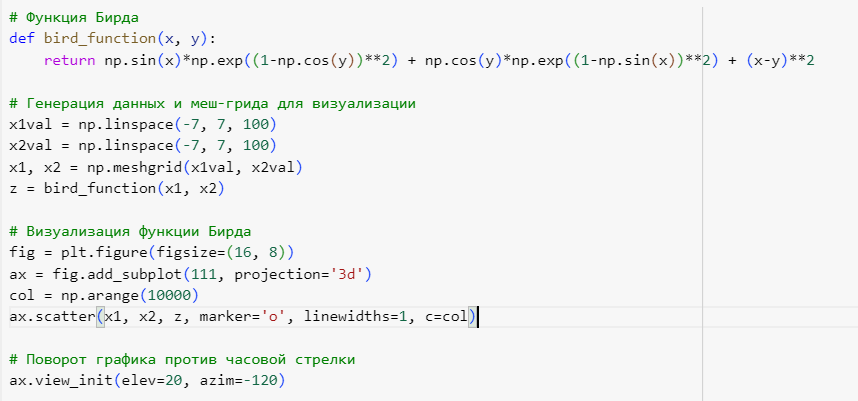 # Функция Бирда
def bird_function(x, y):
    return np.sin(x)*np.exp((1-np.cos(y))**2) + np.cos(y)*np.exp((1-np.sin(x))**2) + (x-y)**2

# Генерация данных и меш-грида для визуализации
x1val = np.linspace(-7, 7, 100)
x2val = np.linspace(-7, 7, 100)
x1, x2 = np.meshgrid(x1val, x2val)
z = bird_function(x1, x2)

# Визуализация функции Бирда
fig = plt.figure(figsize=(16, 8))
ax = fig.add_subplot(111, projection='3d')
col = np.arange(10000)
ax.scatter(x1, x2, z, marker='o', linewidths=1, c=col)

# Поворот графика против часовой стрелки
ax.view_init(elev=20, azim=-120)